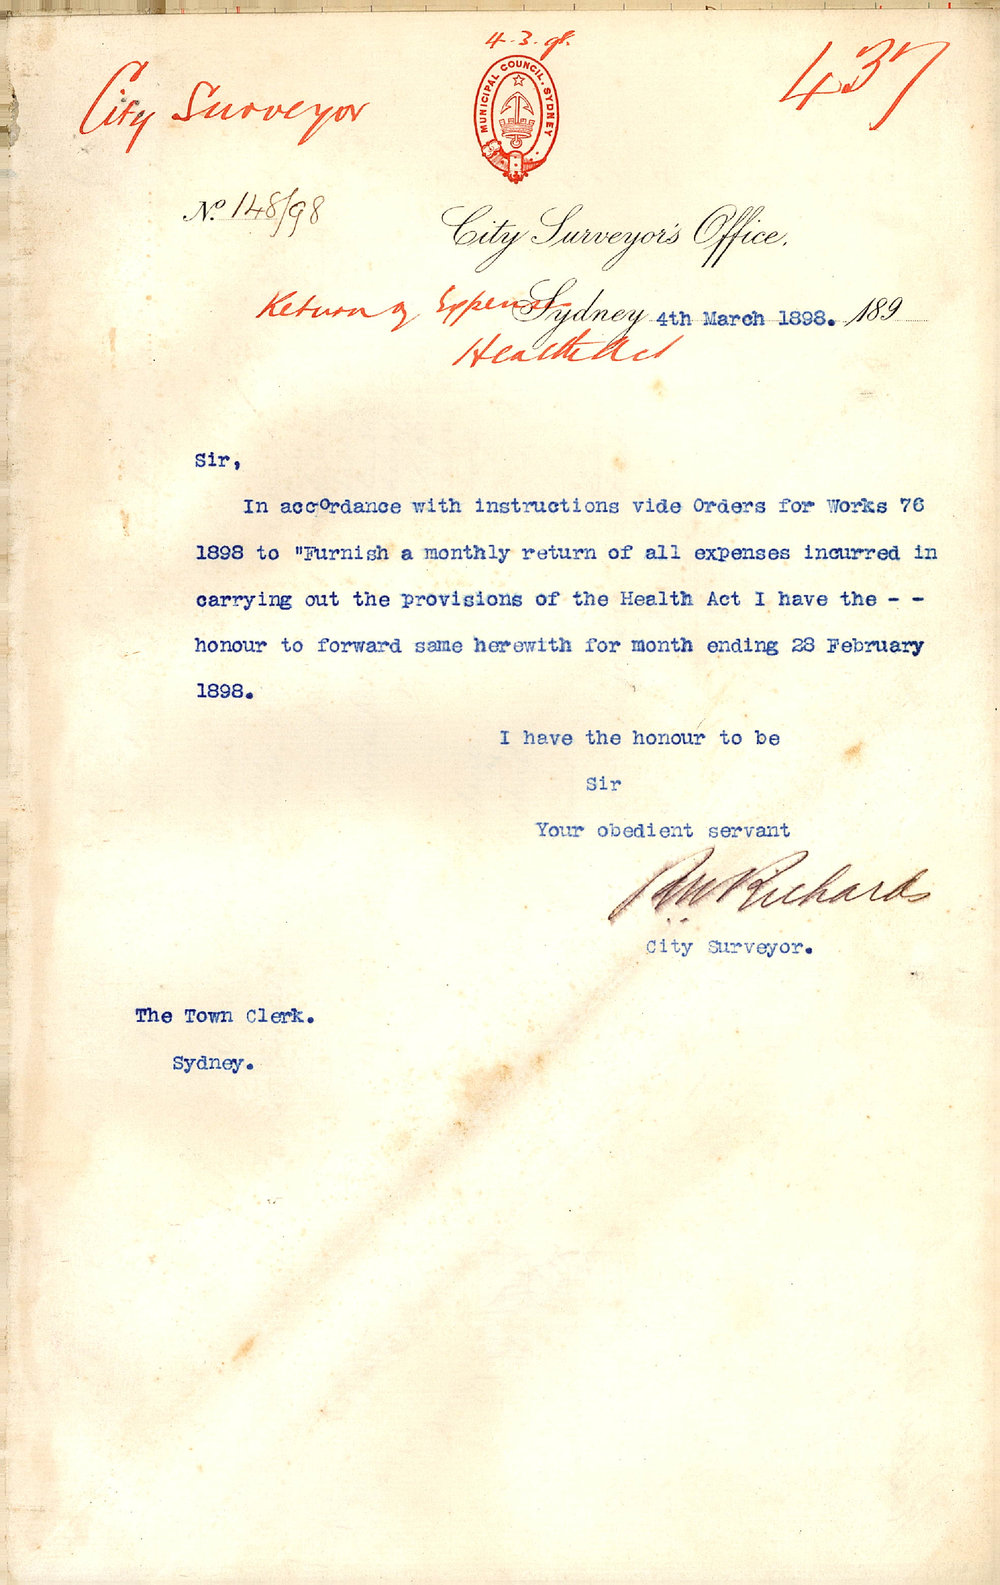 4.3.98.
City Surveyor
437
MUNICIPAL COUNCIL. SYDNEY
No. 148/98
City Surveyor's Office,
Return of Expenses
Sydney 4th March 1898. 189
Health Act
Sir,
In accOrdance with instructions vide Orders for Works 76
1898 to "Furnish a monthly return of all expenses incurred in
carrying out the provisions of the Health Act I have the - -
honour to forward same herewith for month ending 28 February
1898.
I have the honour to be
Sir
Your obedient servant
RWRichards
City Surveyor.
The Town Clerk.
Sydney.